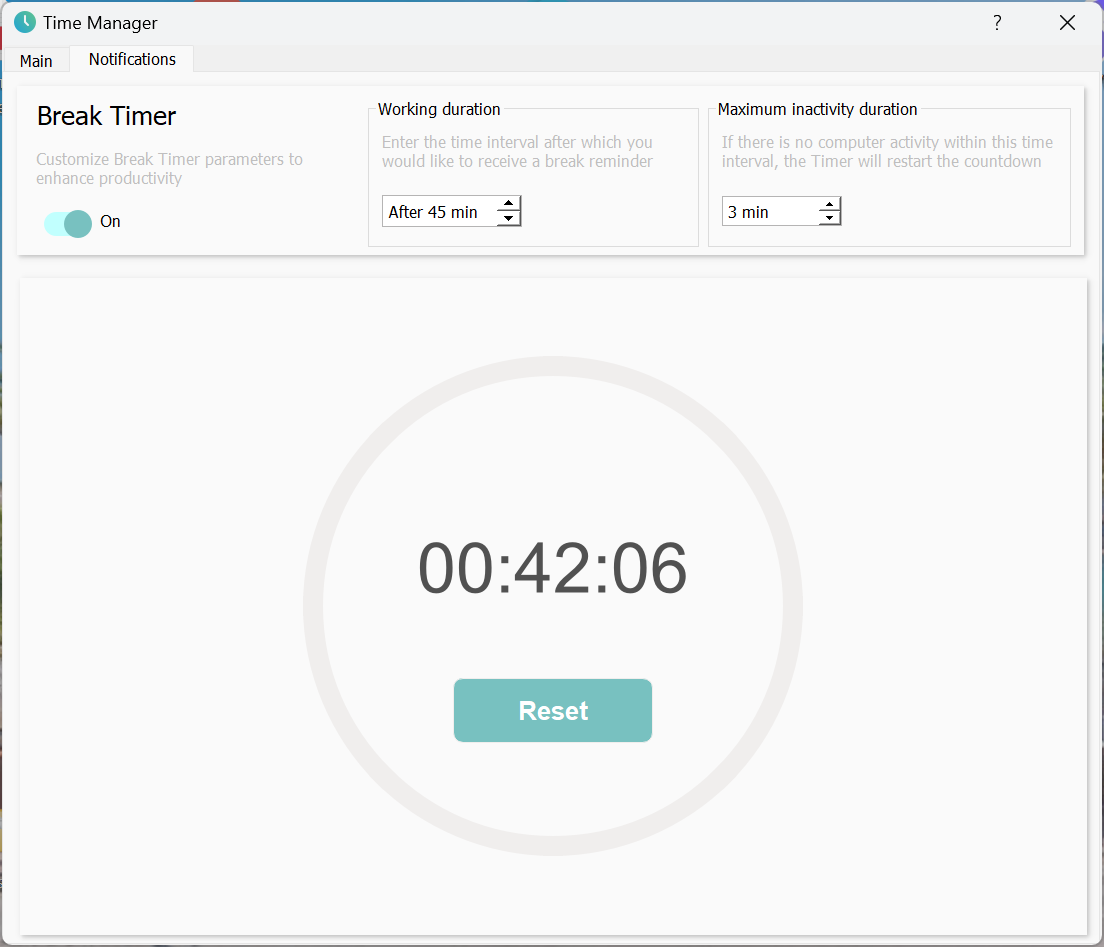 Time Manager
?
Main
Notifications
Break Timer
Customize Break Timer parameters to
enhance productivity
On
Working duration
Enter the time interval after which you
would like to receive a break reminder
After 45 min
Maximum inactivity duration
If there is no computer activity within this time
interval, the Timer will restart the countdown
3 min
00:42:06
Reset